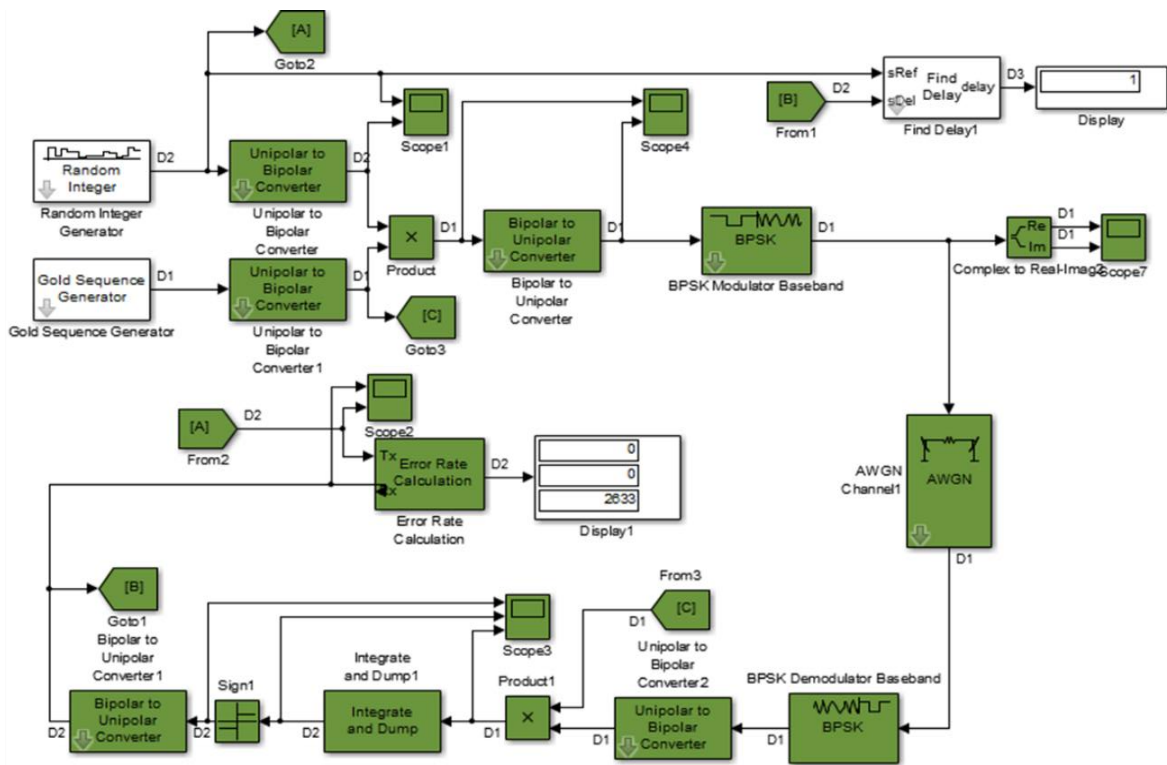 [A]
Goto2
sRef
Find
Delay
delay
sDel
Find Delay1
D3
1
Display
[B]
D2
From1
Scope1
Scope4
Random
Integer
D2
Random Integer
Generator
Unipolar to
Bipolar
Converter
D2
Unipolar to
Bipolar
Converter
×
Product
D1
Bipolar to
Unipolar
Converter
D1
Bipolar to
Unipolar
Converter
BPSK
D1
BPSK Modulator Baseband
Re
Im
D1
D1
Complex to Real-Imag2
Scope7
Gold Sequence
Generator
D1
Gold Sequence Generator
Unipolar to
Bipolar
Converter
D1
Unipolar to
Bipolar
Converter1
[C]
Goto3
[A]
D2
From2
Scope2
Tx
Error Rate
Calculation
Rx
D2
Error Rate
Calculation
0
0
2633
Display1
AWGN
Channel1
AWGN
D1
[B]
Goto1
Bipolar to
Unipolar
Converter1
Bipolar to
Unipolar
Converter
D2
D2
Sign1
Integrate
and Dump1
Integrate
and Dump
D2
Scope3
Product1
×
D1
From3
[C]
D1
Unipolar to
Bipolar
Converter2
Unipolar to
Bipolar
Converter
D1
BPSK Demodulator Baseband
BPSK
D1